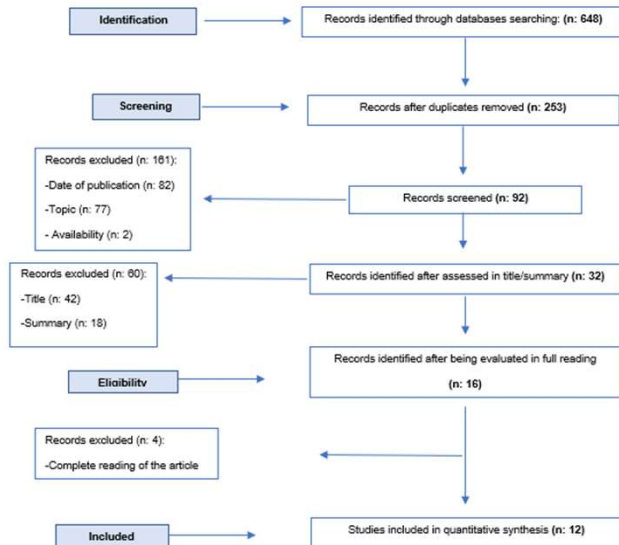 Identification
Records identified through databases searching: (n: 648)
Screening
Records after duplicates removed (n: 253)
Records excluded (n: 161):
-Date of publication (n: 82)
-Topic (n: 77)
- Availability (n: 2)
Records screened (n: 92)
Records excluded (n: 60):
-Title (n: 42)
-Summary (n: 18)
Records identified after assessed in title/summary (n: 32)
Records identified after being evaluated in full reading
(n: 16)
Eligibility
Records excluded (n: 4):
-Complete reading of the article
Included
Studies included in quantitative synthesis (n: 12)